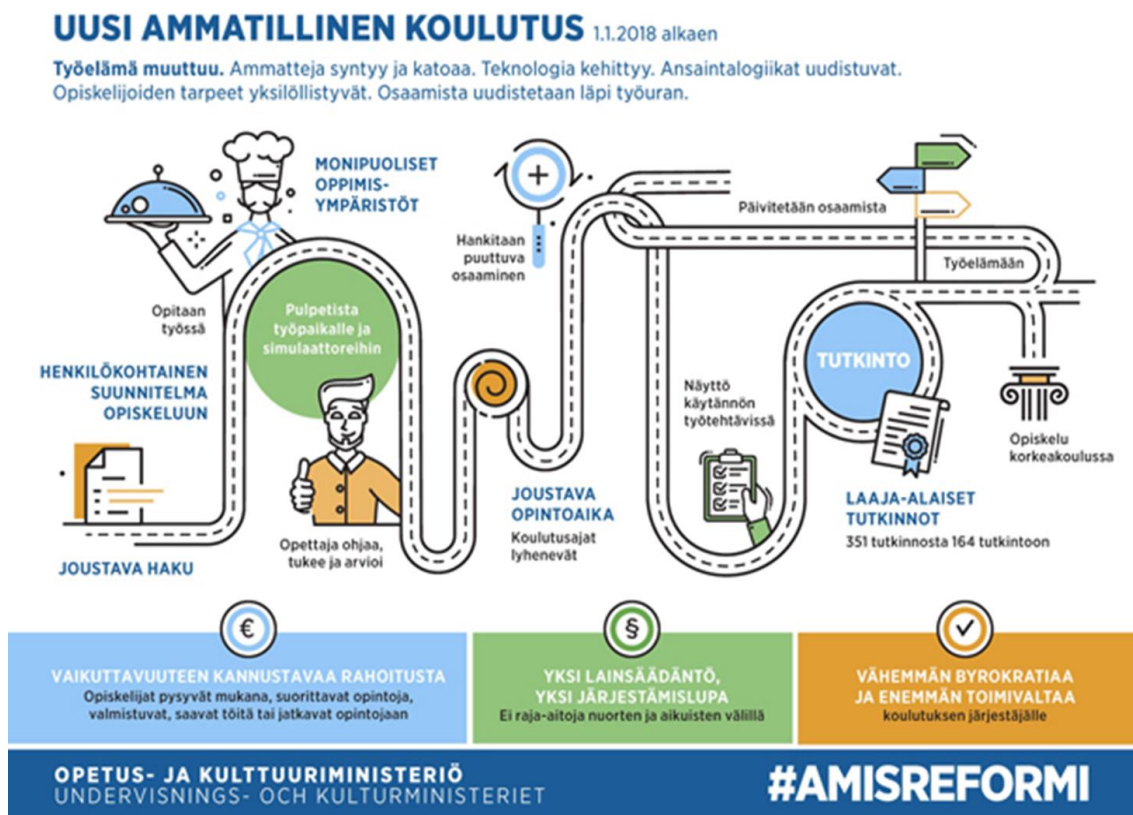 UUSI AMMATILLINEN KOULUTUS 1.1.2018 alkaen
Työelämä muuttuu. Ammatteja syntyy ja katoaa. Teknologia kehittyy. Ansaintalogiikat uudistuvat.
Opiskelijoiden tarpeet yksilöllistyvät. Osaamista uudistetaan läpi työuran.
MONIPUOLISET
OPPIMIS-
YMPÄRISTÖT
Opitaan
työssä
Pulpetista
työpaikalle ja
simulaattoreihin
HENKILÖKOHTAINEN
SUUNNITELMA
OPISKELUUN
JOUSTAVA HAKU
Opettaja ohjaa,
tukee ja arvioi
Hankitaan
puuttuva
osaaminen
JOUSTAVA
OPINTOAIKA
Koulutusajat
lyhenevät
Näyttö
käytännön
työtehtävissä
TUTKINTO
LAAJA-ALAISET
TUTKINNOT
351 tutkinnosta 164 tutkintoon
Päivitetään osaamista
Työelämään
Opiskelu
korkeakoulussa
€
VAIKUTTAVUUTEEN KANNUSTAVAA RAHOITUSTA
Opiskelijat pysyvät mukana, suorittavat opintoja,
valmistuvat, saavat töitä tai jatkavat opintojaan
§
YKSI LAINSÄÄDÄNTÖ,
YKSI JÄRJESTÄMISLUPA
Ei raja-aitoja nuorten ja aikuisten välillä
VÄHEMMÄN BYROKRATIAA
JA ENEMMÄN TOIMIVALTAA
koulutuksen järjestäjälle
OPETUS- JA KULTTUURIMINISTERIÖ
UNDERVISNINGS- OCH KULTURMINISTERIET
#AMISREFORMI